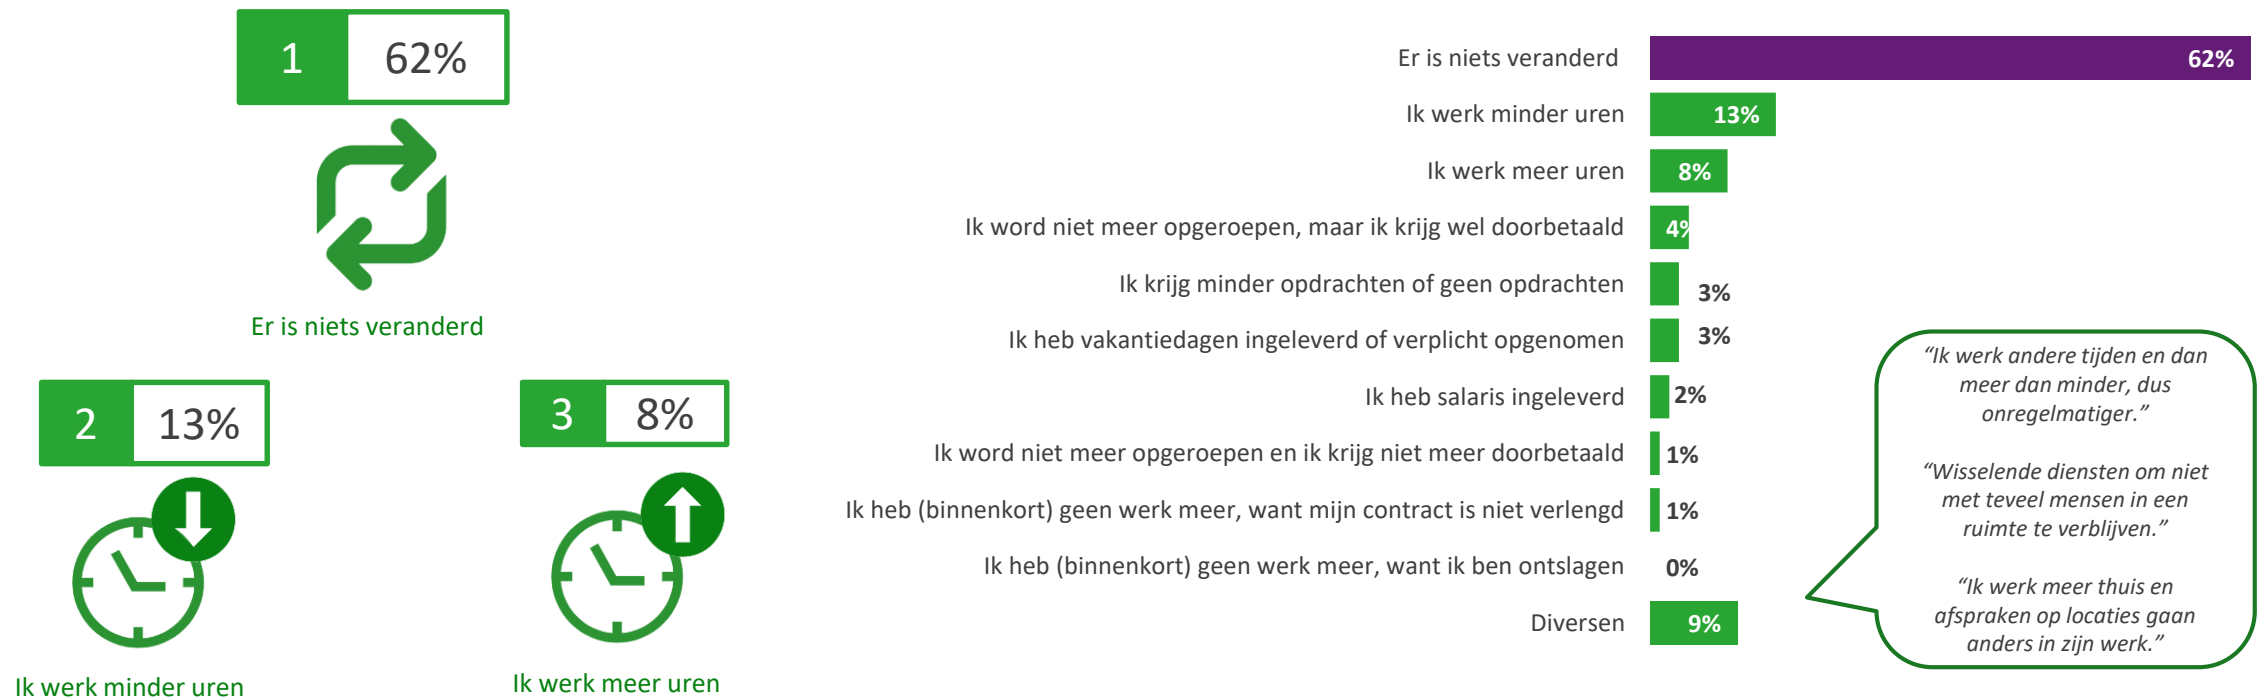 1 62%
Er is niets veranderd
2 13%
Ik werk minder uren
3 8%
Ik werk meer uren
Er is niets veranderd 62%
Ik werk minder uren 13%
Ik werk meer uren 8%
Ik word niet meer opgeroepen, maar ik krijg wel doorbetaald 4%
Ik krijg minder opdrachten of geen opdrachten 3%
Ik heb vakantiedagen ingeleverd of verplicht opgenomen 3%
Ik heb salaris ingeleverd 2%
Ik word niet meer opgeroepen en ik krijg niet meer doorbetaald 1%
Ik heb (binnenkort) geen werk meer, want mijn contract is niet verlengd 1%
Ik heb (binnenkort) geen werk meer, want ik ben ontslagen 0%
Diversen 9%
“Ik werk andere tijden en dan
meer dan minder, dus
onregelmatiger.”
“Wisselende diensten om niet
met teveel mensen in een
ruimte te verblijven.”
“Ik werk meer thuis en
afspraken op locaties gaan
anders in zijn werk.”